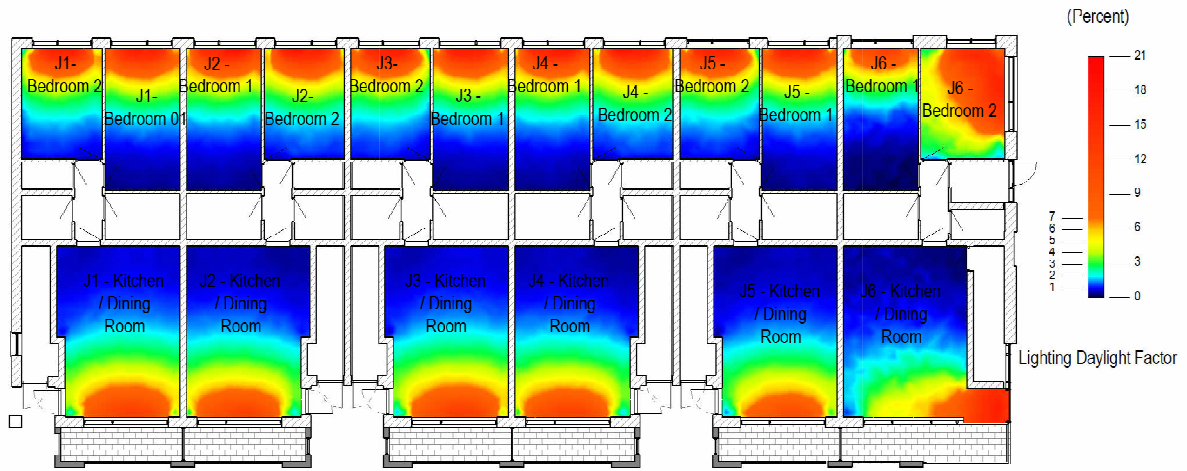 (Percent)
J1-
Bedroom 2
J1-
Bedroom 01
J2 -
Bedroom 1
J2-
Bedroom 2
J3-
Bedroom 2
J3 -
Bedroom 1
J4 -
Bedroom 1
J4 -
Bedroom 2
J5 -
Bedroom 2
J5 -
Bedroom 1
J6 -
Bedroom 1
J6 -
Bedroom 2
21
18
15
12
9
7
6
5
4
3
2
1
6
3
0
J1 - Kitchen
/ Dining
Room
J2 - Kitchen
/ Dining
Room
J3 - Kitchen
/ Dining
Room
J4 - Kitchen
/ Dining
Room
J5 - Kitchen
/ Dining
Room
J6 - Kitchen
/ Dining
Room
Lighting Daylight Factor